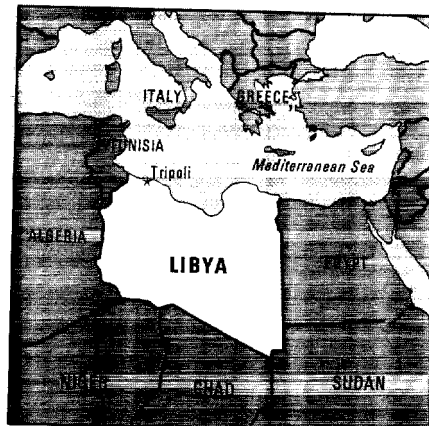 ITALY
GREECE
TUNISIA
Mediterranean Sea
Tripoli
ALGERIA
LIBYA
EGYPT
NIGER
CHAD
SUDAN